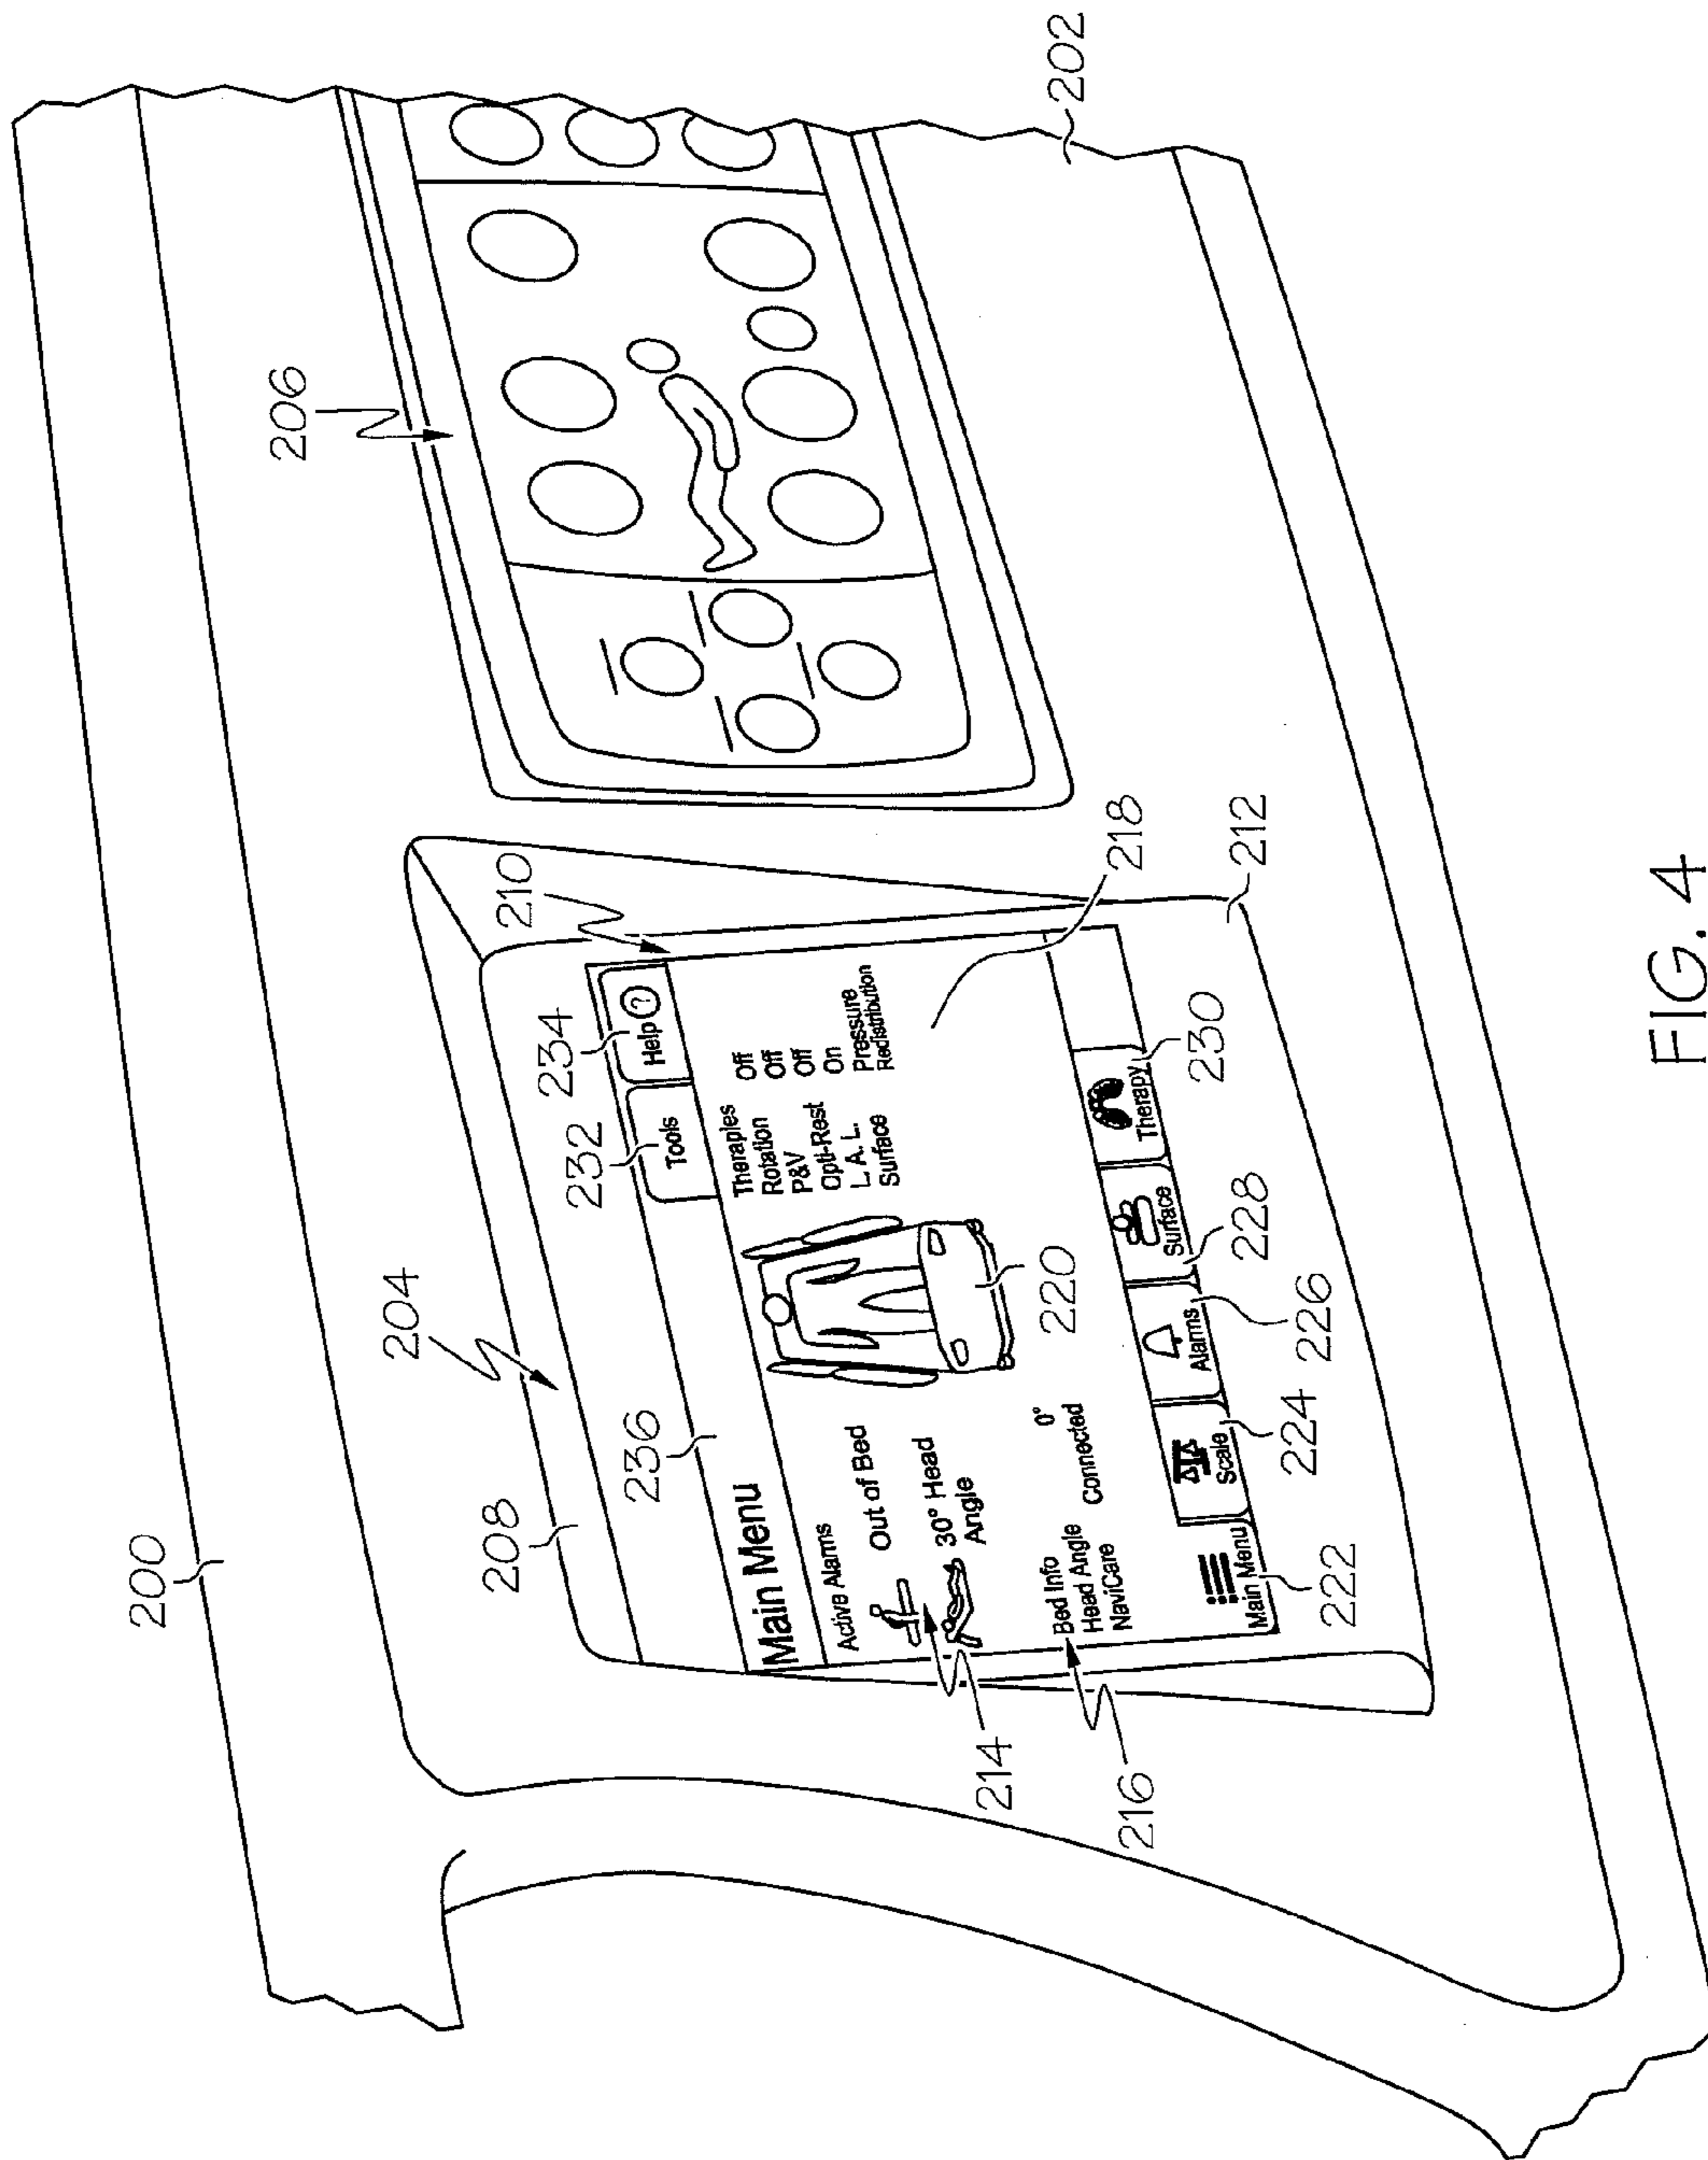 200
204
206
202
208
236
232
234
210
Main Menu
Tools
Help ?
Active Alarms
Out of Bed
30° Head
Angle
Therapies
Rotation Off
P&V Off
Opti-Rest Off
L. A. L. On
Surface Pressure
Redistribution
Bed Info
Head Angle 0°
NaviCare Connected
214
216
220
218
212
Main Menu
Scale
Alarms
Surface
Therapy
222
224
226
228
230
FIG. 4